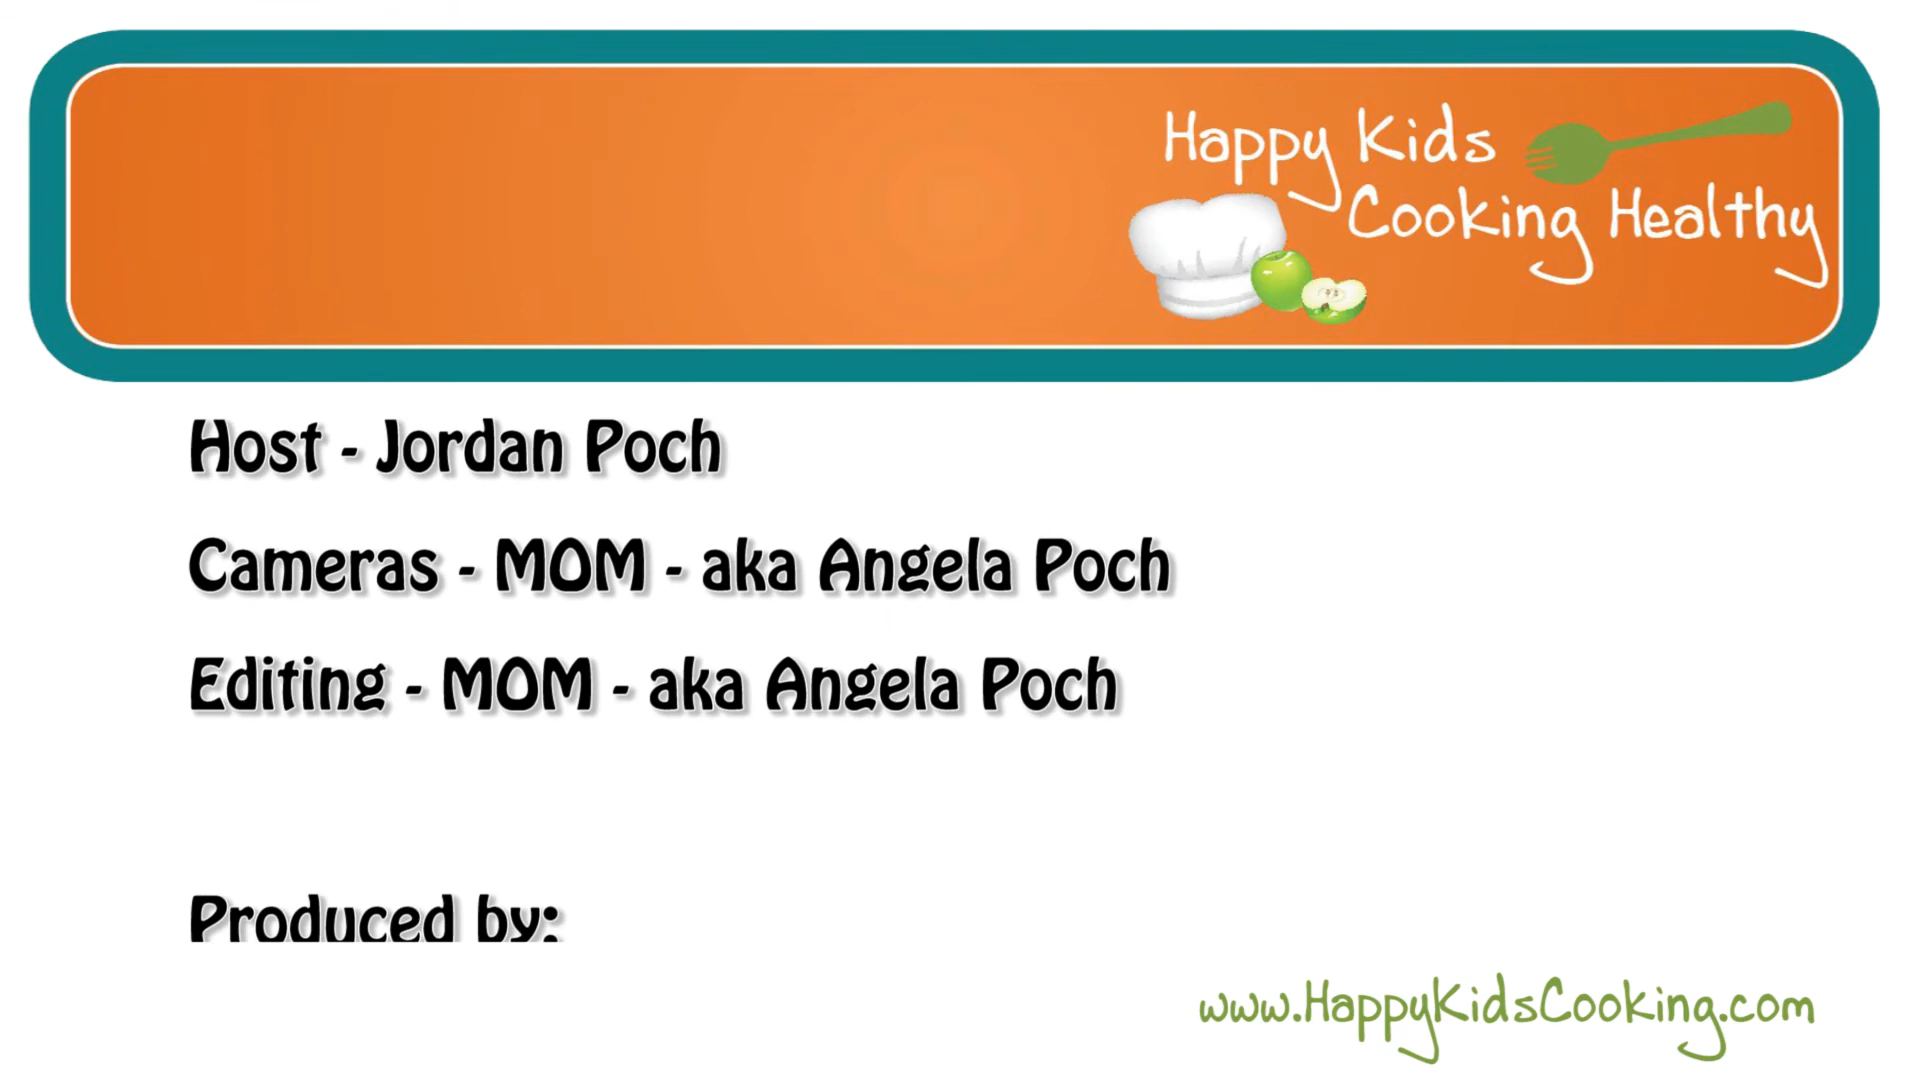 Happy Kids
Cooking Healthy
Host - Jordan Poch
Cameras - MOM - aka Angela Poch
Editing - MOM - aka Angela Poch
Produced by:
www.HappyKidsCooking.com